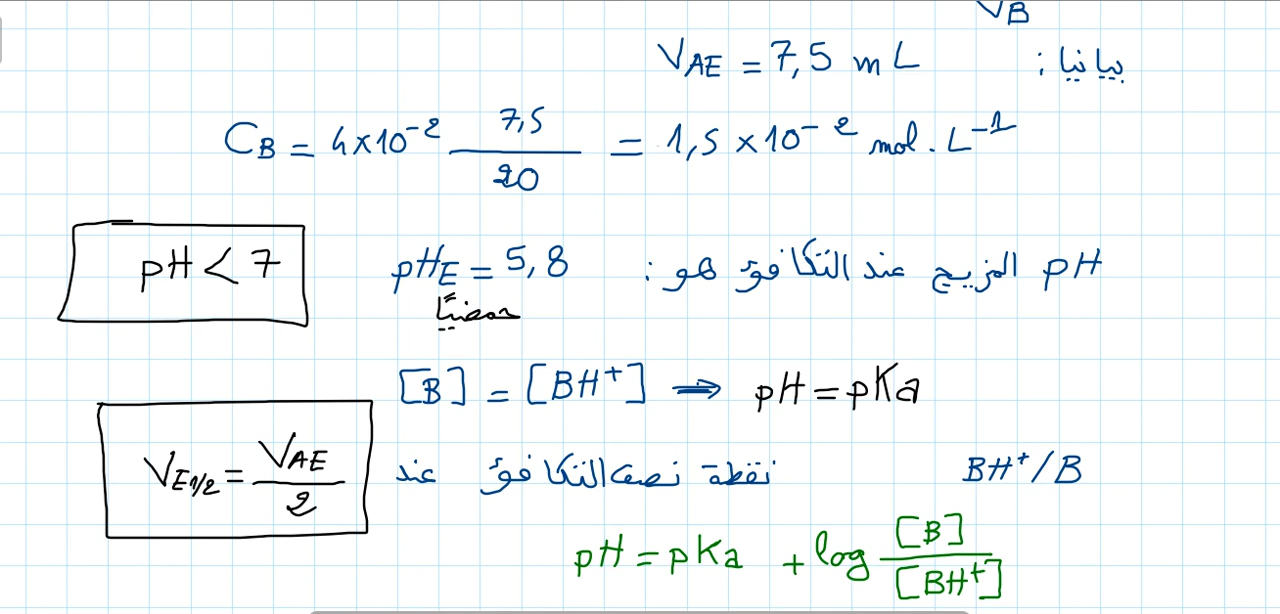 V_B
بيانيا : V_AE = 7,5 mL
C_B = 4×10^-2 7,5/20 = 1,5 ×10^-2 mol.L^-1
pH المزيج عند التكافؤ هو : pH_E = 5,8
حمضيًا
pH < 7
[B] = [BH^+] ⇒ pH = pKa
BH^+/B نقطة نصف التكافؤ عند V_E1/2 = V_AE/2
pH = pKa + log [B]/[BH^+]